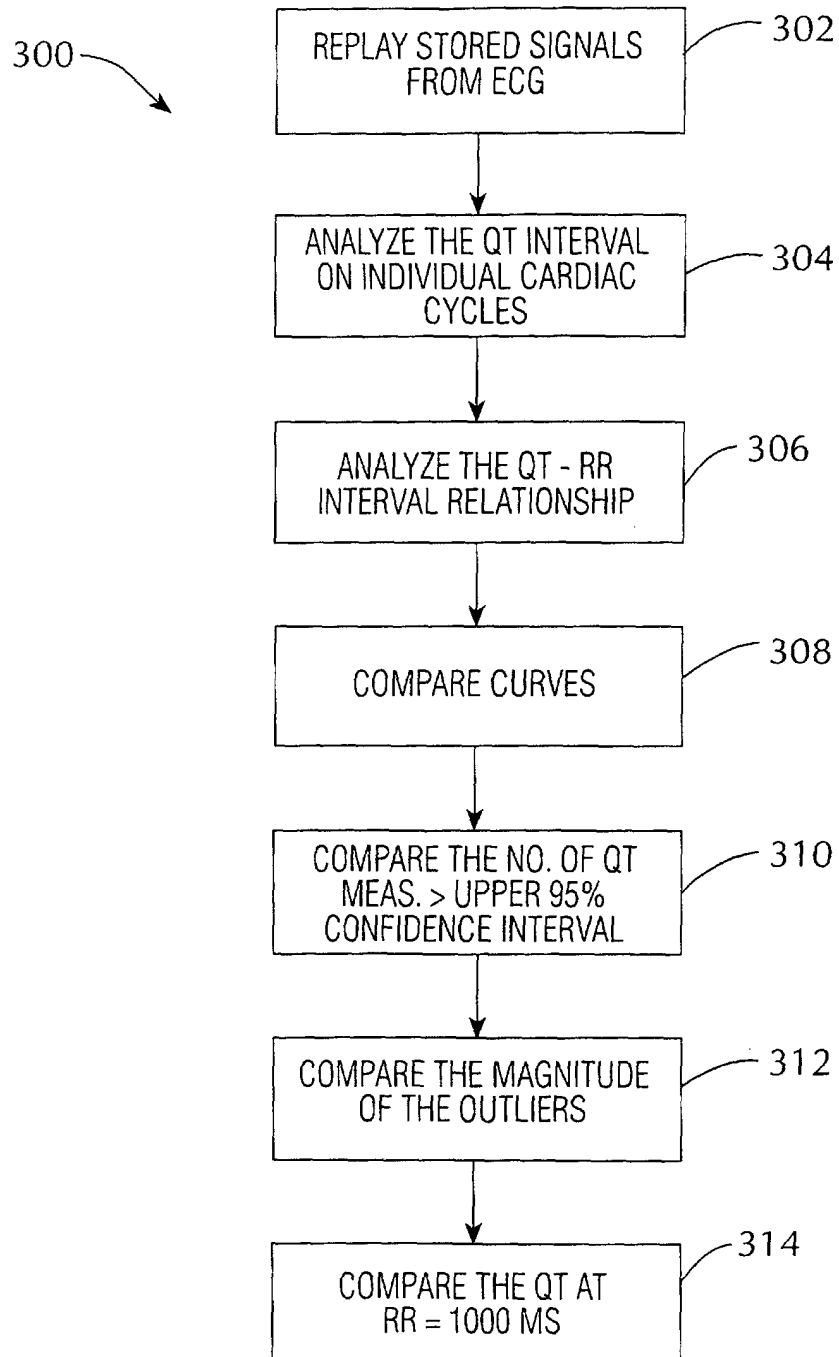 300
REPLAY STORED SIGNALS
FROM ECG
302
ANALYZE THE QT INTERVAL
ON INDIVIDUAL CARDIAC
CYCLES
304
ANALYZE THE QT - RR
INTERVAL RELATIONSHIP
306
COMPARE CURVES
308
COMPARE THE NO. OF QT
MEAS. > UPPER 95%
CONFIDENCE INTERVAL
310
COMPARE THE MAGNITUDE
OF THE OUTLIERS
312
COMPARE THE QT AT
RR = 1000 MS
314